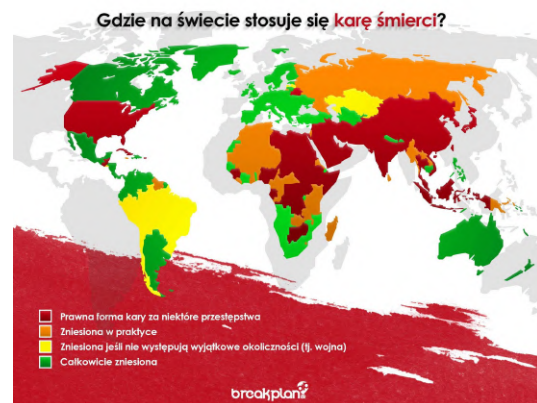 Gdzie na świecie stosuje się karę śmierci?
Prawna forma kary za niektóre przestępstwa
Zniesiona w praktyce
Zniesiona jeśli nie występują wyjątkowe okoliczności (tj. wojna)
Całkowicie zniesiona
breakplan